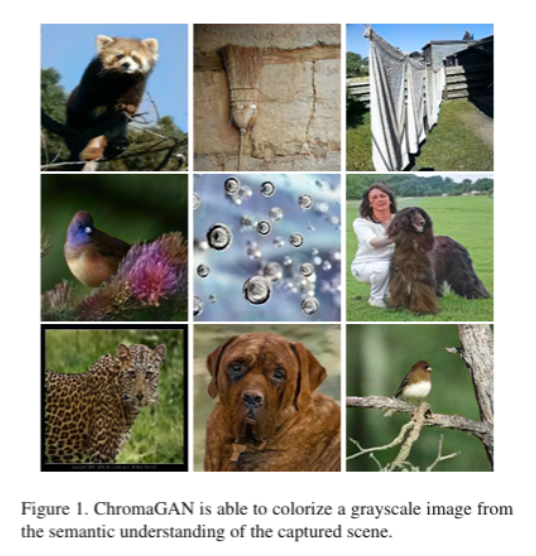 Figure 1. ChromaGAN is able to colorize a grayscale image from
the semantic understanding of the captured scene.